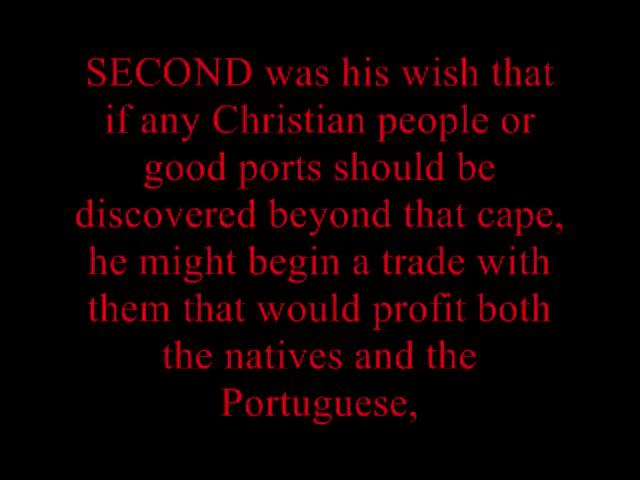 SECOND was his wish that
if any Christian people or
good ports should be
discovered beyond that cape,
he might begin a trade with
them that would profit both
the natives and the
Portuguese,